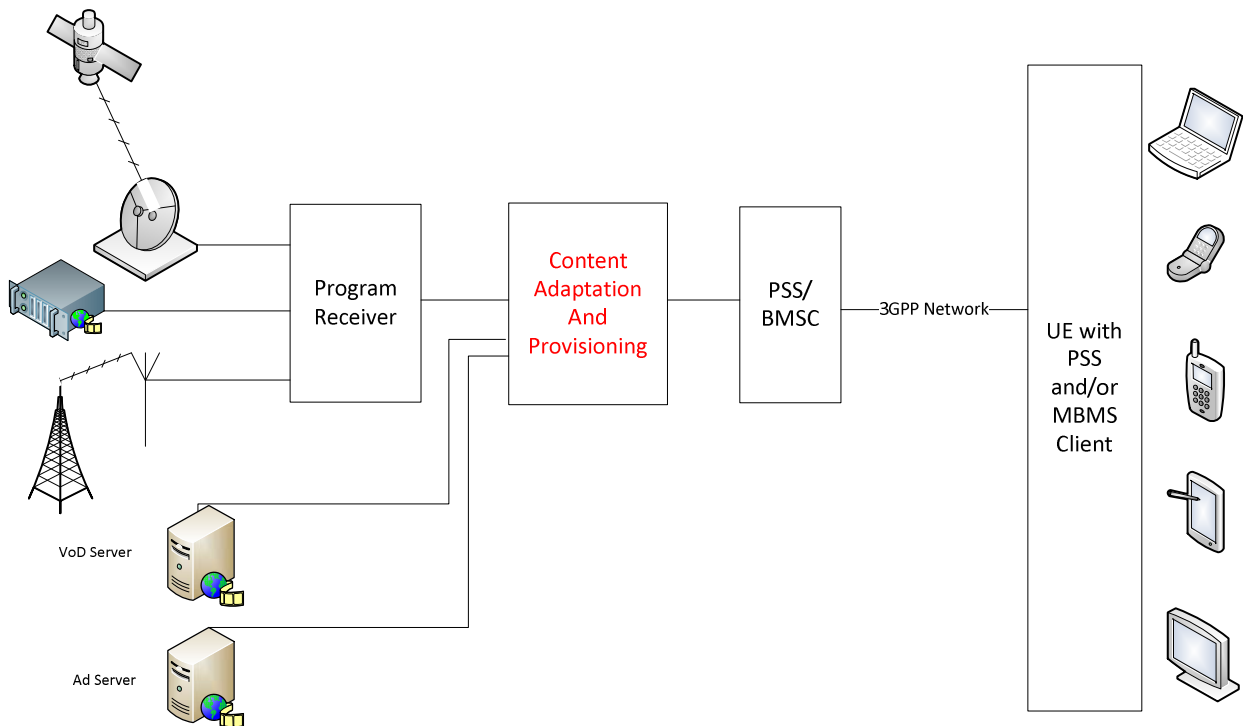 Program
Receiver
Content
Adaptation
And
Provisioning
PSS/
BMSC
3GPP Network
UE with
PSS
and/or
MBMS
Client
VoD Server
Ad Server